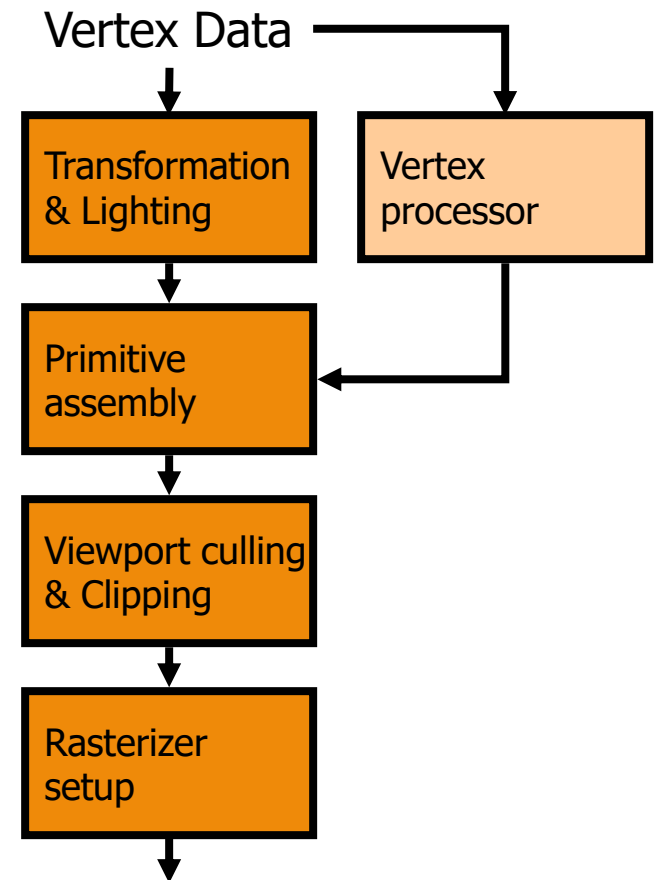 Vertex Data
Transformation
& Lighting
Vertex
processor
Primitive
assembly
Viewport culling
& Clipping
Rasterizer
setup